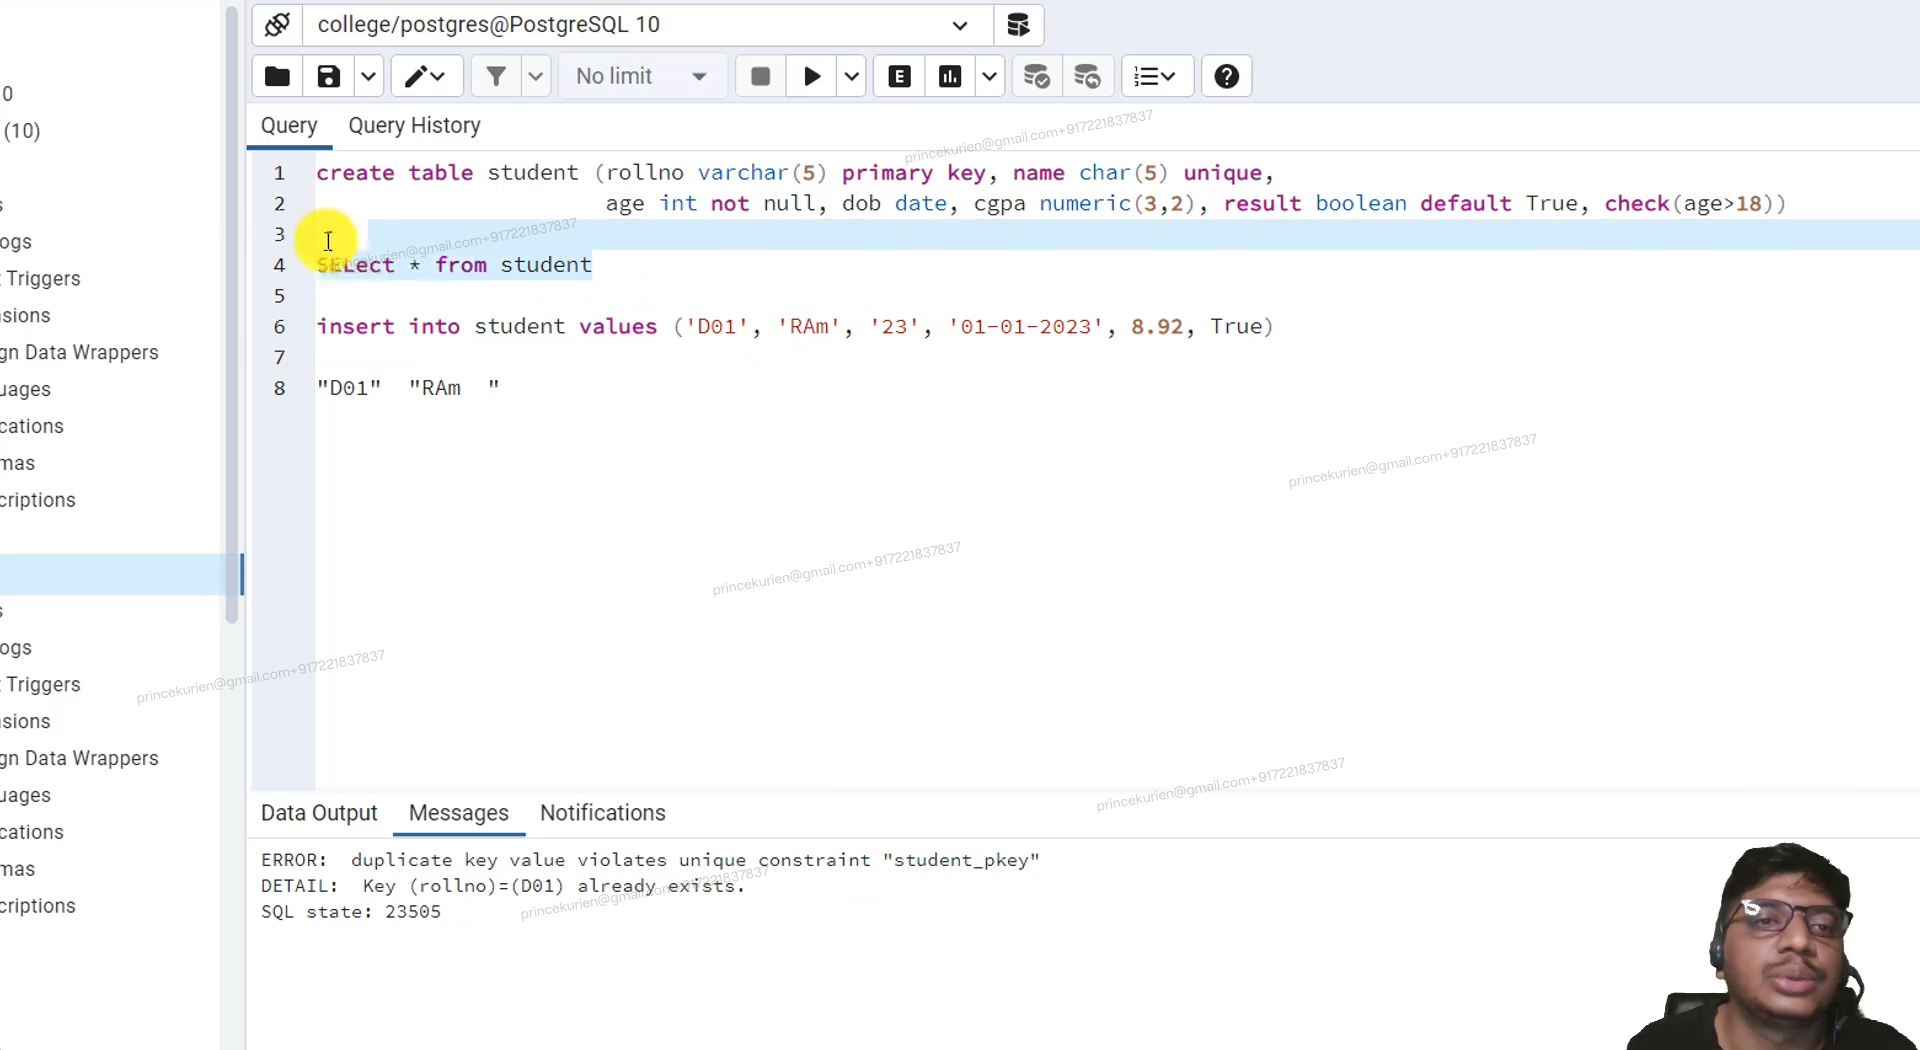 college/postgres@PostgreSQL 10
No limit
E
Query Query History
1 create table student (rollno varchar(5) primary key, name char(5) unique,
2 age int not null, dob date, cgpa numeric(3,2), result boolean default True, check(age>18))
3
4 SELect * from student
5
6 insert into student values ('D01', 'RAm', '23', '01-01-2023', 8.92, True)
7
8 "D01" "RAm "
0
(10)
s
ogs
t Triggers
nsions
gn Data Wrappers
uages
cations
mas
criptions
s
ogs
t Triggers
nsions
gn Data Wrappers
uages
cations
mas
criptions
Data Output Messages Notifications
ERROR: duplicate key value violates unique constraint "student_pkey"
DETAIL: Key (rollno)=(D01) already exists.
SQL state: 23505
princekurien@gmail.com+917221837837
princekurien@gmail.com+917221837837
princekurien@gmail.com+917221837837
princekurien@gmail.com+917221837837
princekurien@gmail.com+917221837837
princekurien@gmail.com+917221837837
princekurien@gmail.com+917221837837